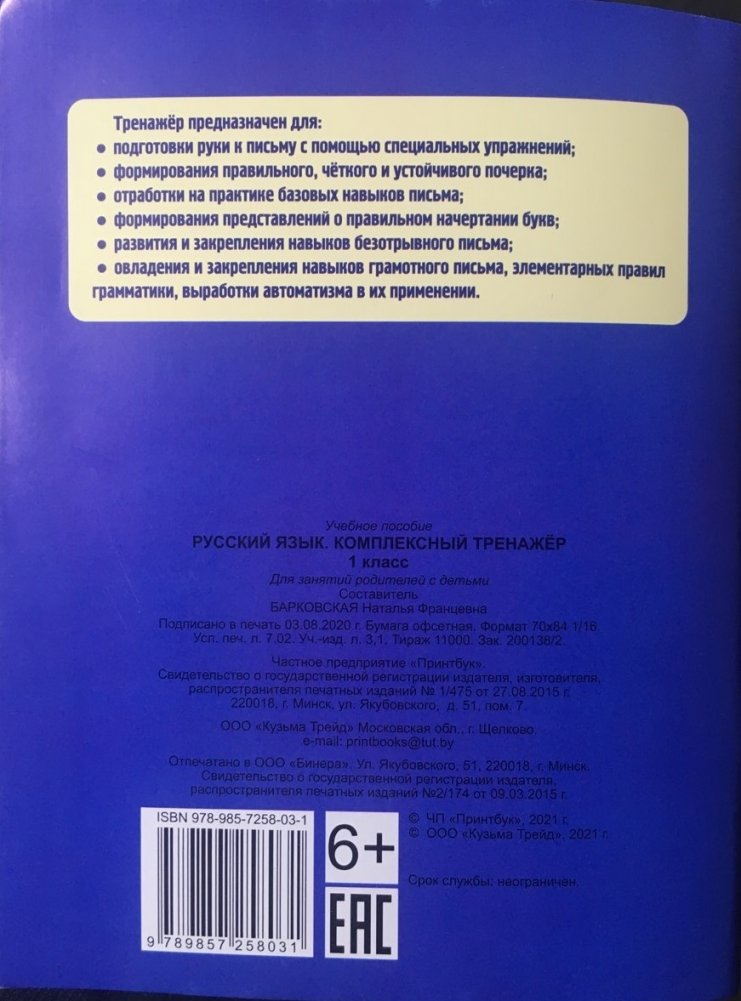 Тренажёр предназначен для:
• подготовки руки к письму с помощью специальных упражнений;
• формирования правильного, чёткого и устойчивого почерка;
• отработки на практике базовых навыков письма;
• формирования представлений о правильном начертании букв;
• развития и закрепления навыков безотрывного письма;
• овладения и закрепления навыков грамотного письма, элементарных правил
грамматики, выработки автоматизма в их применении.
Учебное пособие
РУССКИЙ ЯЗЫК. КОМПЛЕКСНЫЙ ТРЕНАЖЁР
1 класс
Для занятий родителей с детьми
Составитель
БАРКОВСКАЯ Наталья Францевна
Подписано в печать 03.08.2020 г. Бумага офсетная. Формат 70х84 1/16.
Усп. печ. л. 7.02. Уч.-изд. л. 3,1. Тираж 11000. Зак. 200138/2.
Частное предприятие «Принтбук».
Свидетельство о государственной регистрации издателя, изготовителя,
распространителя печатных изданий № 1/475 от 27.08.2015 г.
220018, г. Минск, ул. Якубовского, д. 51, пом. 7.
ООО «Кузьма Трейд» Московская обл., г. Щелково.
e-mail: printbooks@tut.by
Отпечатано в ООО «Бинера». Ул. Якубовского, 51, 220018, г. Минск.
Свидетельство о государственной регистрации издателя,
распространителя печатных изданий №2/174 от 09.03.2015 г.
ISBN 978-985-7258-03-1
9 789857 258031
6+
EAC
© ЧП «Принтбук», 2021 г.
© ООО «Кузьма Трейд», 2021 г.
Срок службы: неограничен.